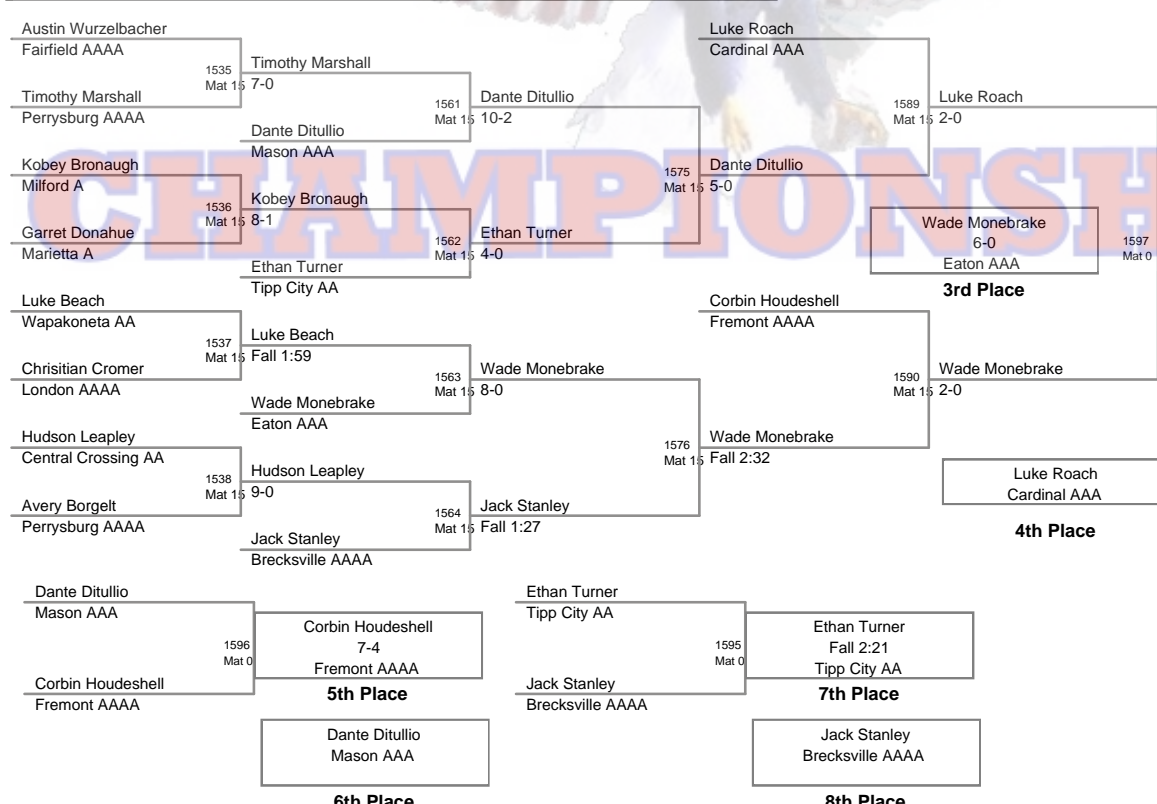 Austin Wurzelbacher
Fairfield AAAA
1535
Mat 15
Timothy Marshall
7-0
Timothy Marshall
Perrysburg AAAA
1561
Mat 15
Dante Ditullio
10-2
Dante Ditullio
Mason AAA
Kobey Bronaugh
Milford A
1536
Mat 15
Kobey Bronaugh
8-1
Garret Donahue
Marietta A
1562
Mat 15
Ethan Turner
4-0
Ethan Turner
Tipp City AA
1575
Mat 15
Dante Ditullio
5-0
Luke Roach
Cardinal AAA
1589
Mat 15
Luke Roach
2-0
CHAMPIONSH
Wade Monebrake
6-0
Eaton AAA
3rd Place
1597
Mat 0
Luke Beach
Wapakoneta AA
1537
Mat 15
Luke Beach
Fall 1:59
Chrisitian Cromer
London AAAA
1563
Mat 15
Wade Monebrake
8-0
Wade Monebrake
Eaton AAA
Hudson Leapley
Central Crossing AA
1538
Mat 15
Hudson Leapley
9-0
Avery Borgelt
Perrysburg AAAA
1564
Mat 15
Jack Stanley
Fall 1:27
Jack Stanley
Brecksville AAAA
1576
Mat 15
Wade Monebrake
Fall 2:32
Corbin Houdeshell
Fremont AAAA
1590
Mat 15
Wade Monebrake
2-0
Luke Roach
Cardinal AAA
4th Place
Dante Ditullio
Mason AAA
1596
Mat 0
Corbin Houdeshell
7-4
Fremont AAAA
5th Place
Corbin Houdeshell
Fremont AAAA
Dante Ditullio
Mason AAA
6th Place
Ethan Turner
Tipp City AA
1595
Mat 0
Ethan Turner
Fall 2:21
Tipp City AA
7th Place
Jack Stanley
Brecksville AAAA
Jack Stanley
Brecksville AAAA
8th Place